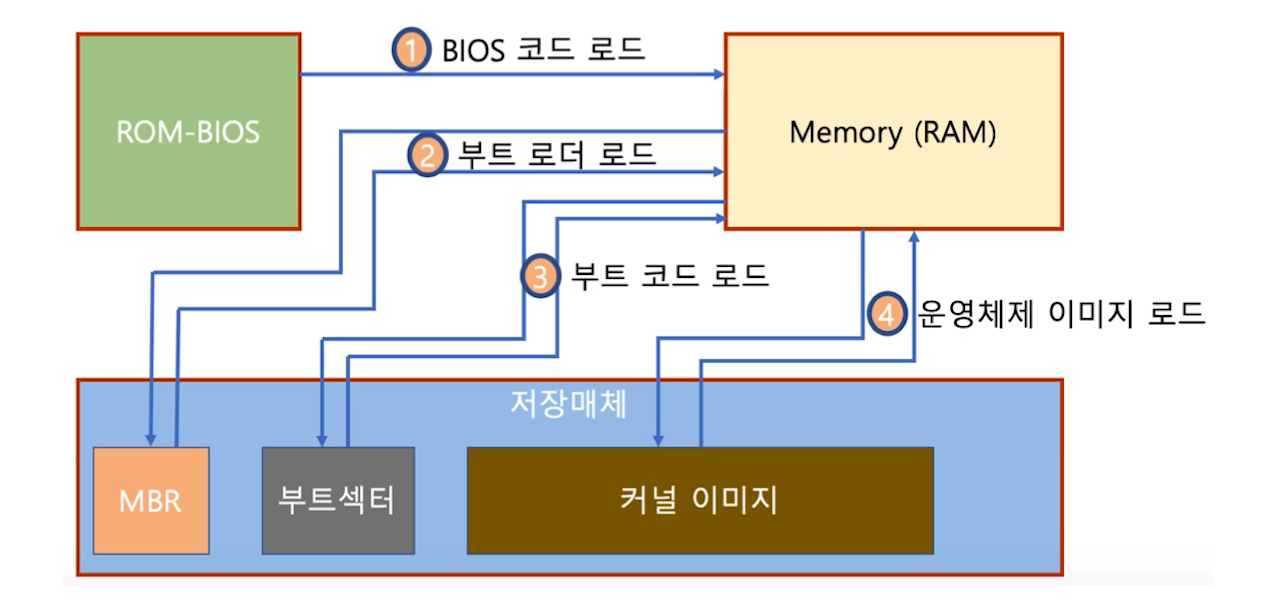 1 BIOS 코드 로드
ROM-BIOS
Memory (RAM)
2 부트 로더 로드
3 부트 코드 로드
4 운영체제 이미지 로드
저장매체
MBR
부트섹터
커널 이미지